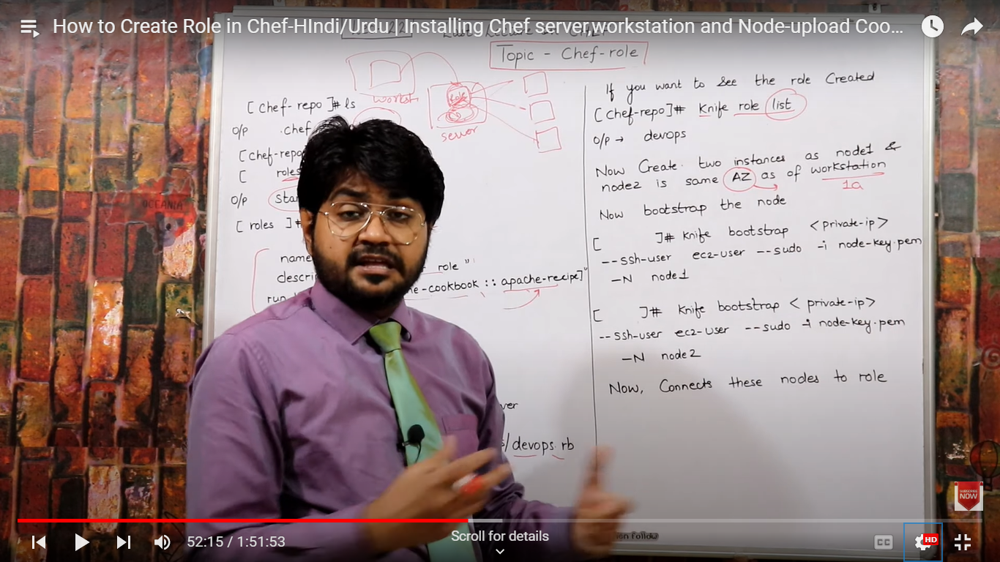 How to Create Role in Chef-HIndi/Urdu | Installing Chef server,workstation and Node-upload Coo...
Topic - Chef-role
workst
Role
server
[chef-repo]# ls
O/p .chef
[chef-repo
[ roles
O/p
[roles ]#
name
role"
descri
-cookbook :: apache-recipe]"
/devops.rb
If you want to see the role Created
[chef-repo]# Knife role list
O/p → devops
Now Create two instances as node1 &
node2 is same AZ as of workstation
1a
Now bootstrap the node
[ ]# Knife bootstrap <private-ip>
--ssh-user ec2-user --sudo -i node-key.pem
-N node1
[ ]# Knife bootstrap <private-ip>
--ssh-user ec2-user --sudo -i node-key.pem
-N node2
Now, Connects these nodes to role
OCEANIA
SUBSCRIBE
NOW
52:15 / 1:51:53
Scroll for details
CC
HD